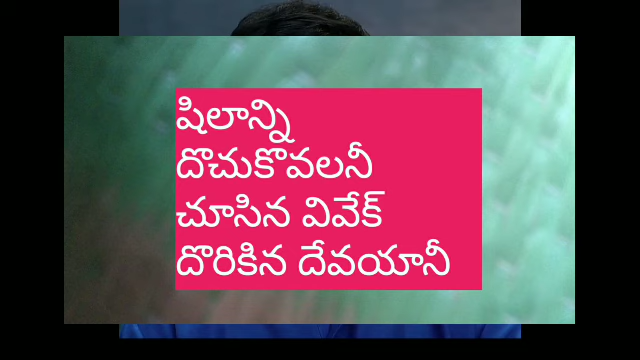 షిలాన్ని
దొచుకొవలనీ
చూసిన వివేక్
దొరికిన దేవయానీ